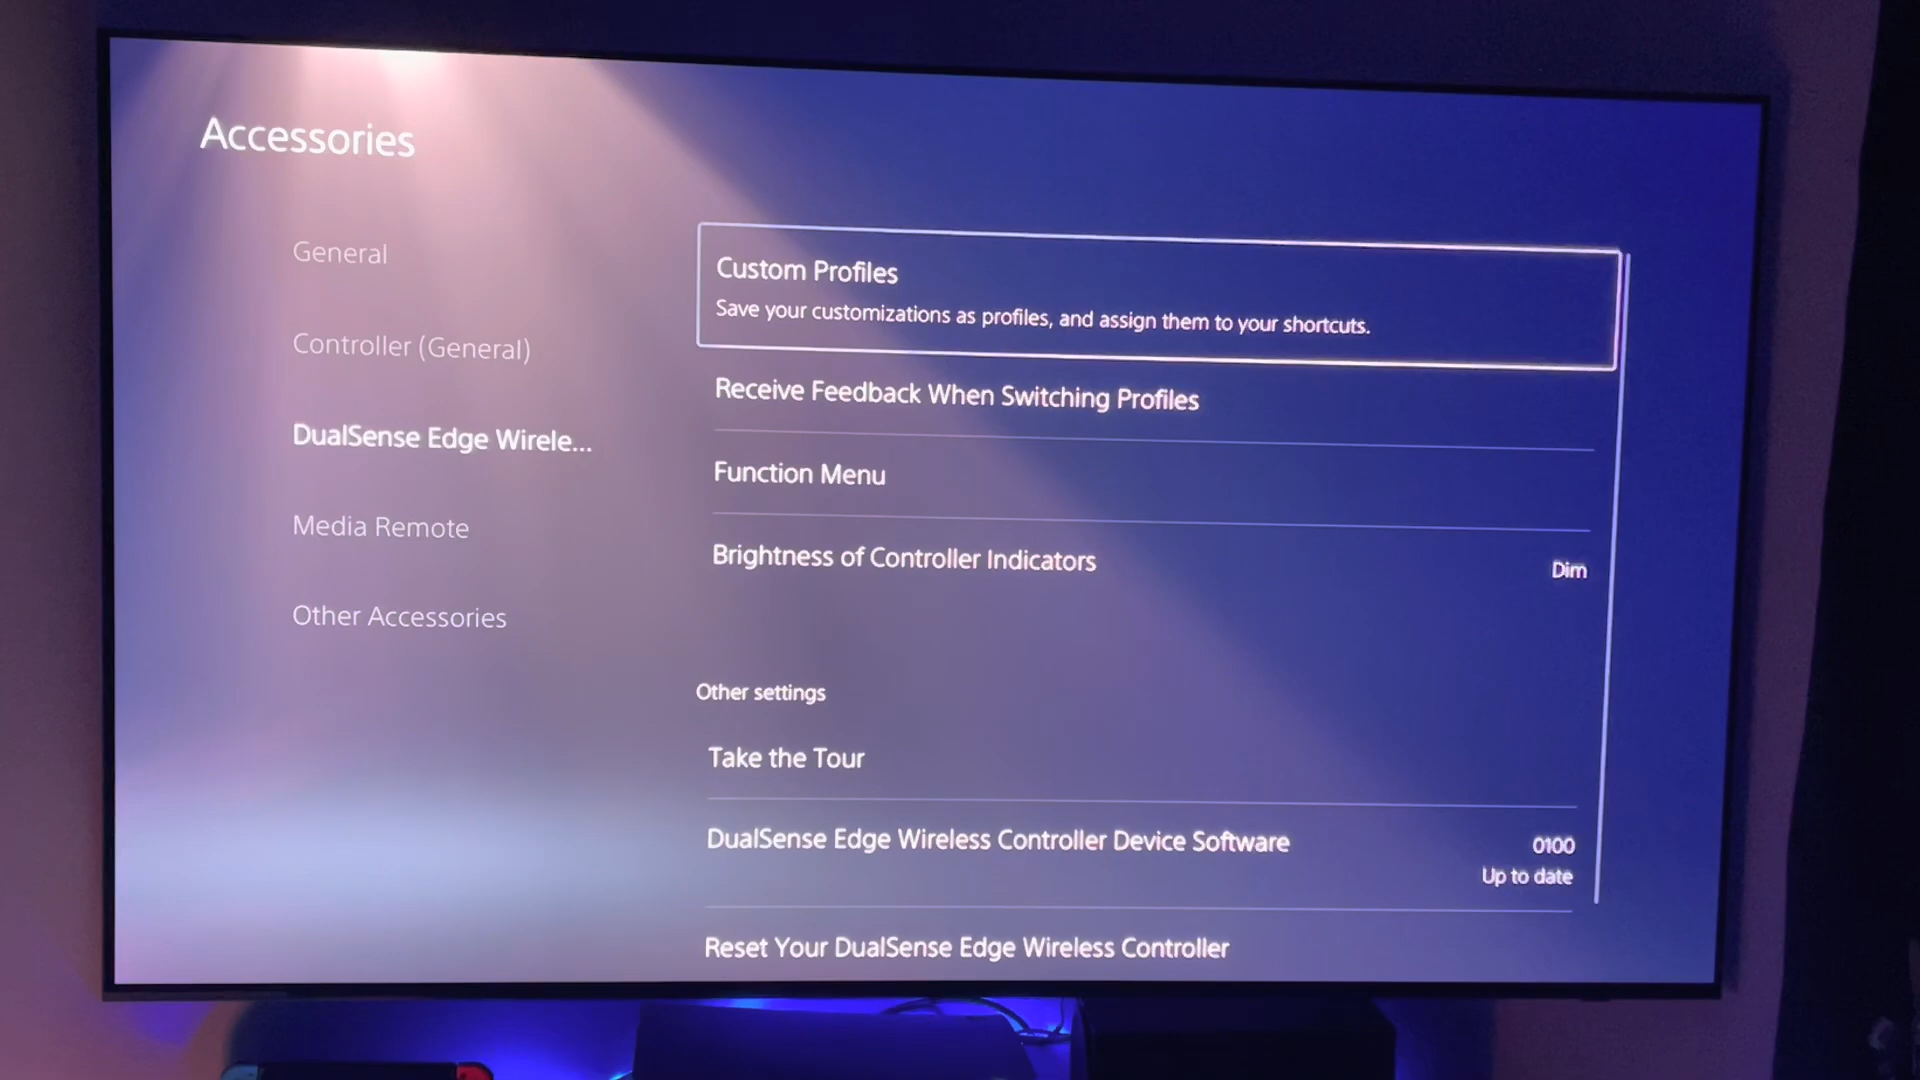 Accessories
General
Controller (General)
DualSense Edge Wirele...
Media Remote
Other Accessories
Custom Profiles
Save your customizations as profiles, and assign them to your shortcuts.
Receive Feedback When Switching Profiles
Function Menu
Brightness of Controller Indicators
Dim
Other settings
Take the Tour
DualSense Edge Wireless Controller Device Software
0100
Up to date
Reset Your DualSense Edge Wireless Controller